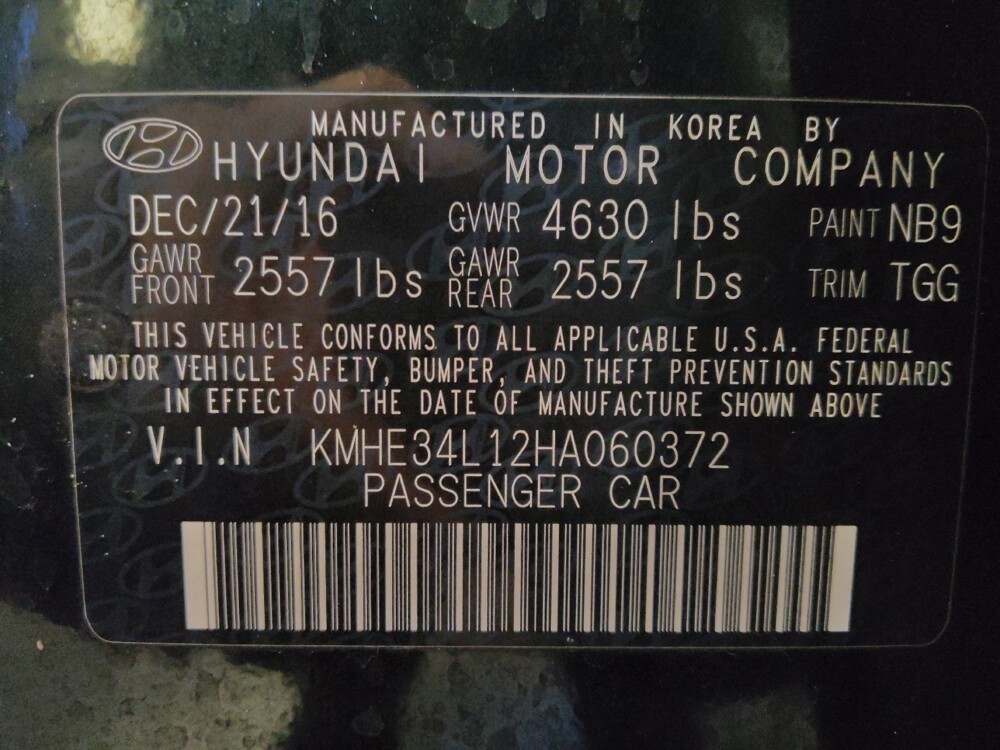 MANUFACTURED IN KOREA BY
HYUNDAI MOTOR COMPANY
DEC/21/16 GVWR 4630 lbs PAINT NB9
GAWR FRONT 2557 lbs GAWR REAR 2557 lbs TRIM TGG
THIS VEHICLE CONFORMS TO ALL APPLICABLE U.S.A. FEDERAL
MOTOR VEHICLE SAFETY, BUMPER, AND THEFT PREVENTION STANDARDS
IN EFFECT ON THE DATE OF MANUFACTURE SHOWN ABOVE
V.I.N KMHE34L12HA060372
PASSENGER CAR